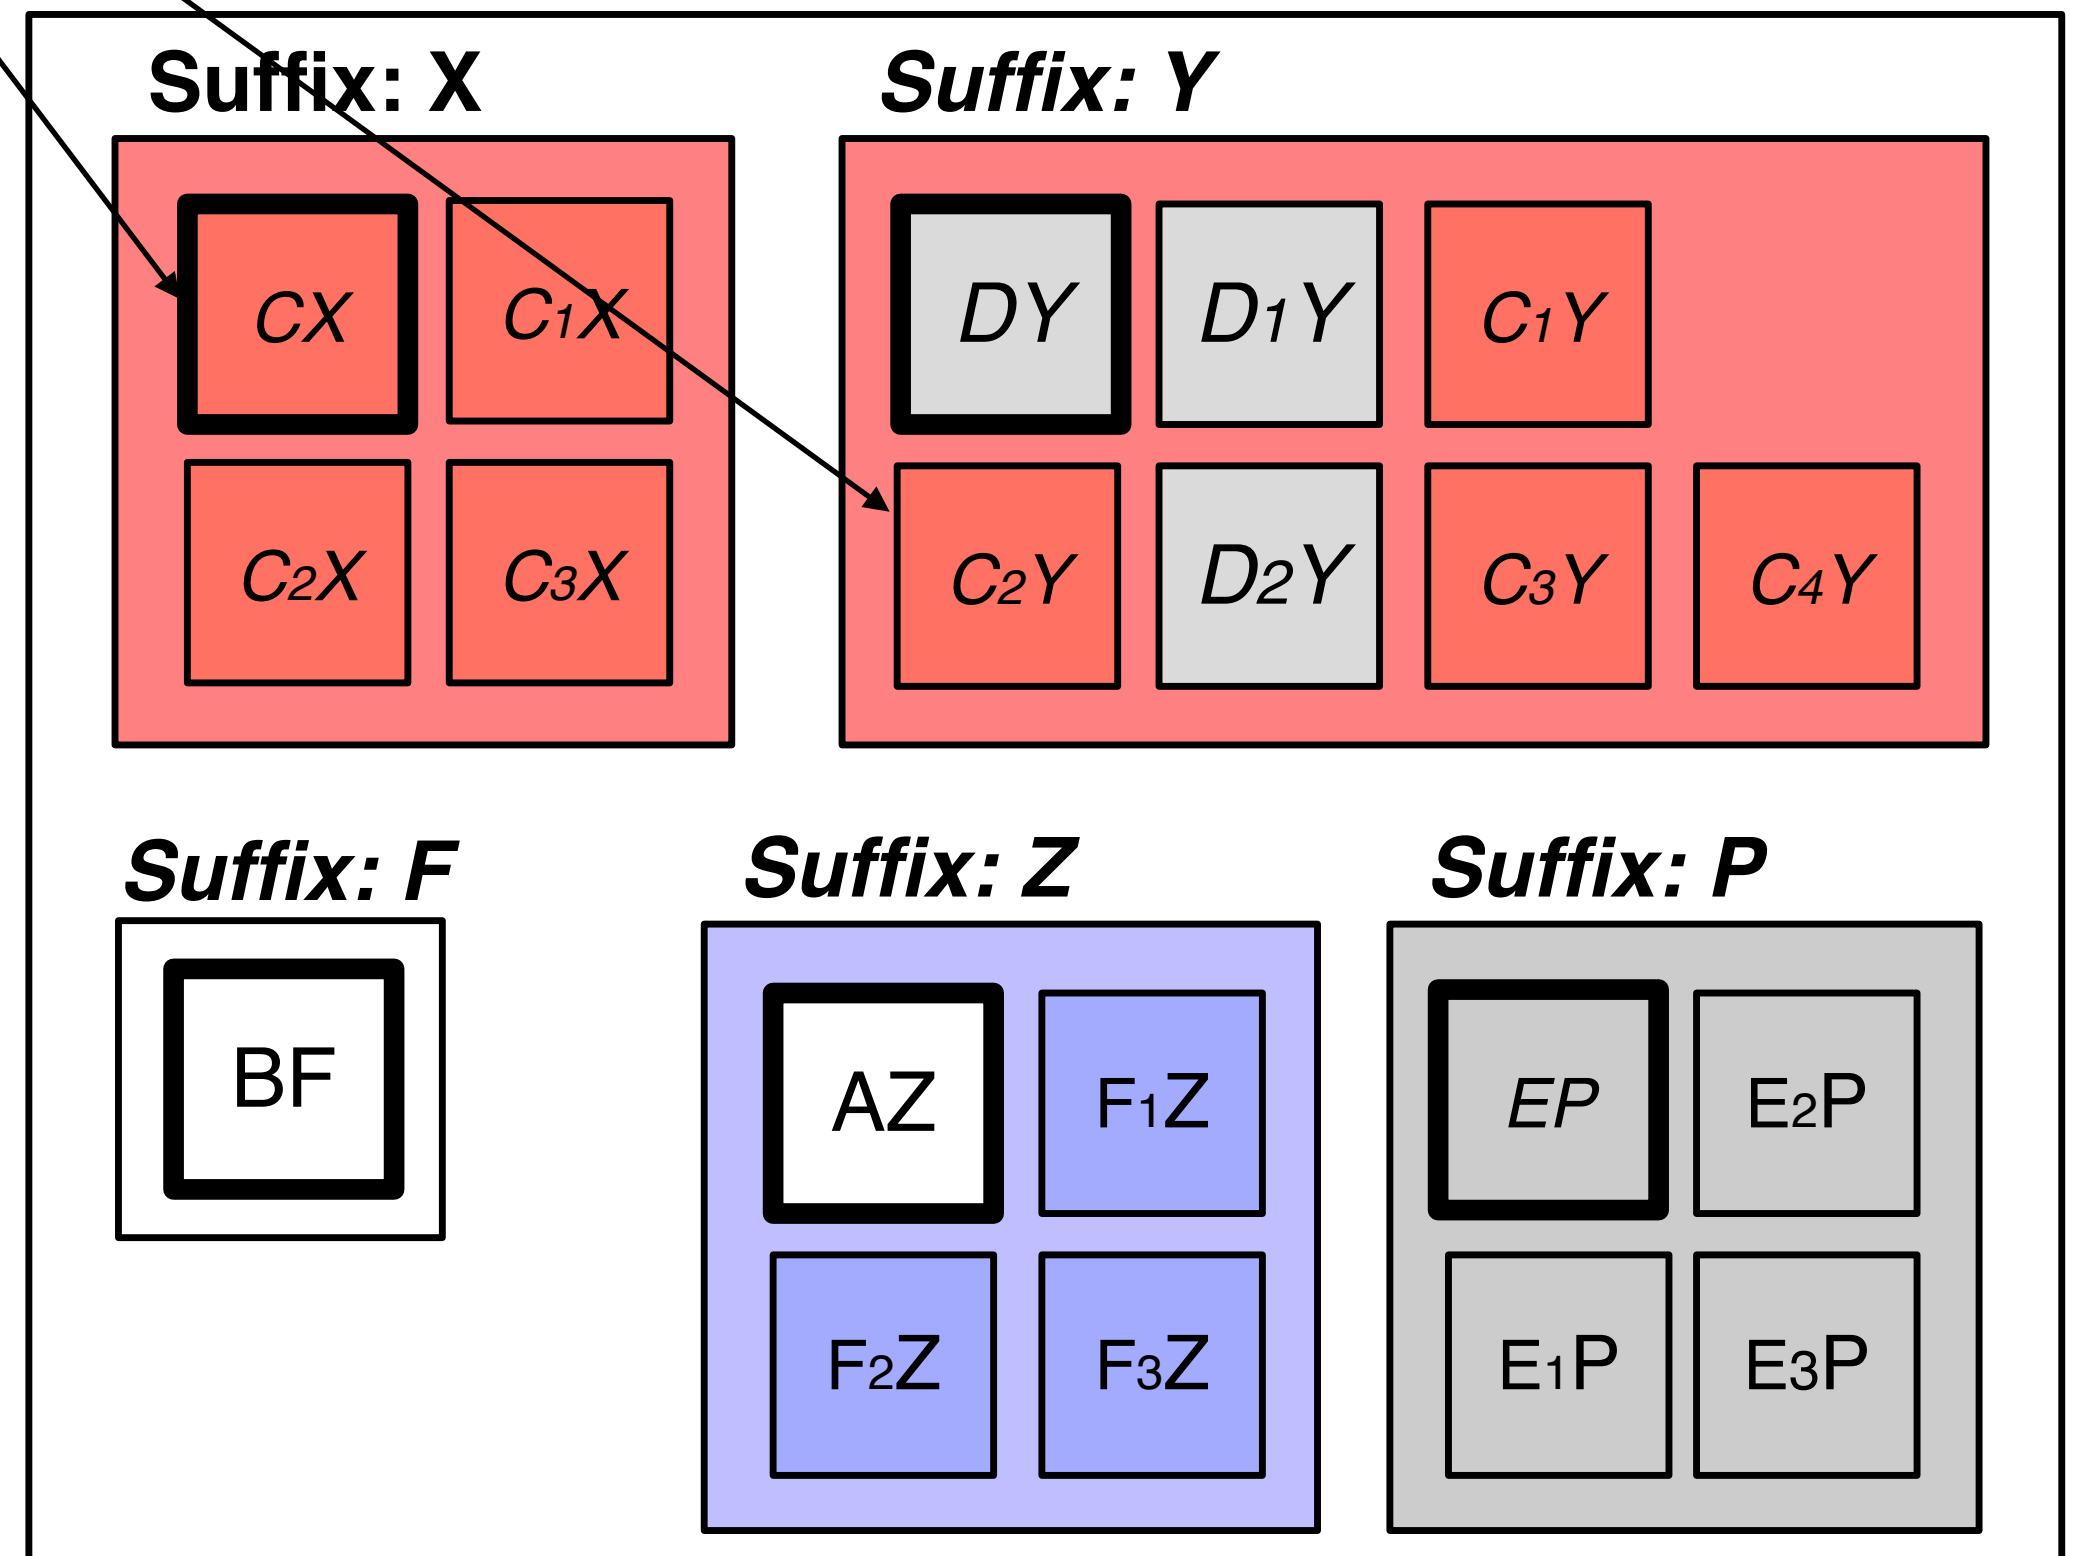 Suffix: X
Suffix: Y
CX
C1X
DY
D1Y
C1Y
C2X
C3X
C2Y
D2Y
C3Y
C4Y
Suffix: F
Suffix: Z
Suffix: P
BF
AZ
F1Z
EP
E2P
F2Z
F3Z
E1P
E3P